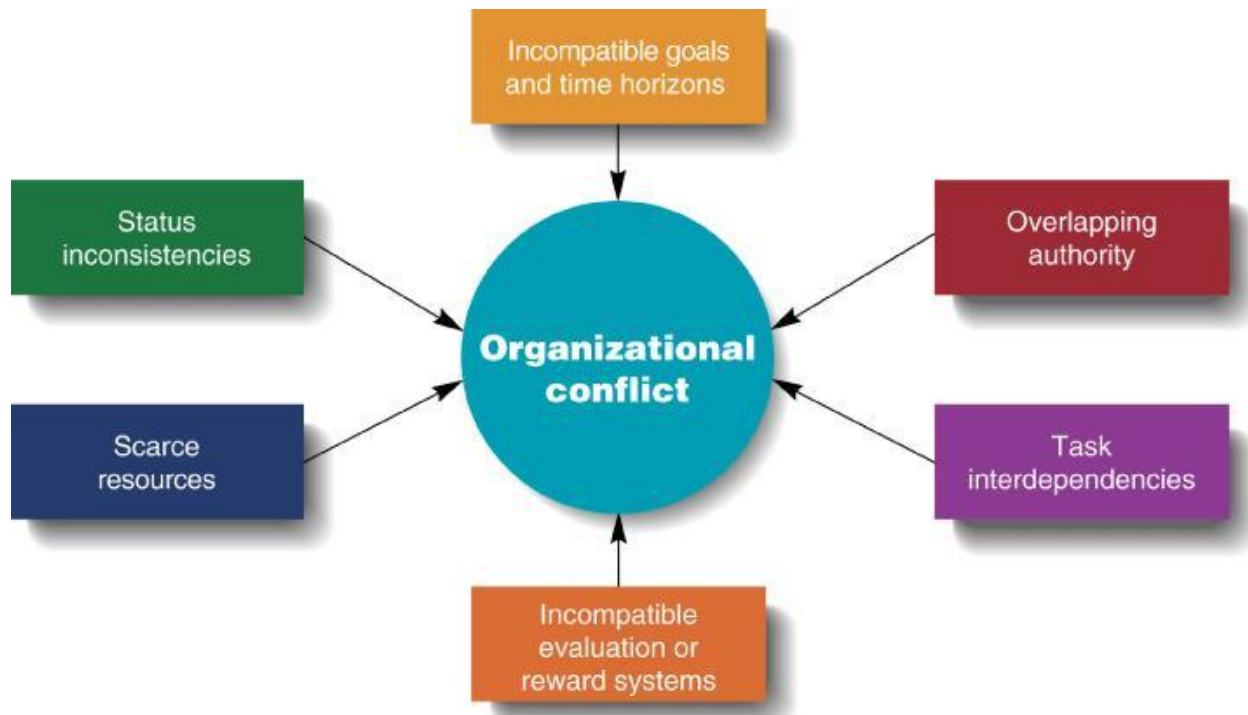 Incompatible goals
and time horizons
Status
inconsistencies
Overlapping
authority
Organizational
conflict
Scarce
resources
Task
interdependencies
Incompatible
evaluation or
reward systems